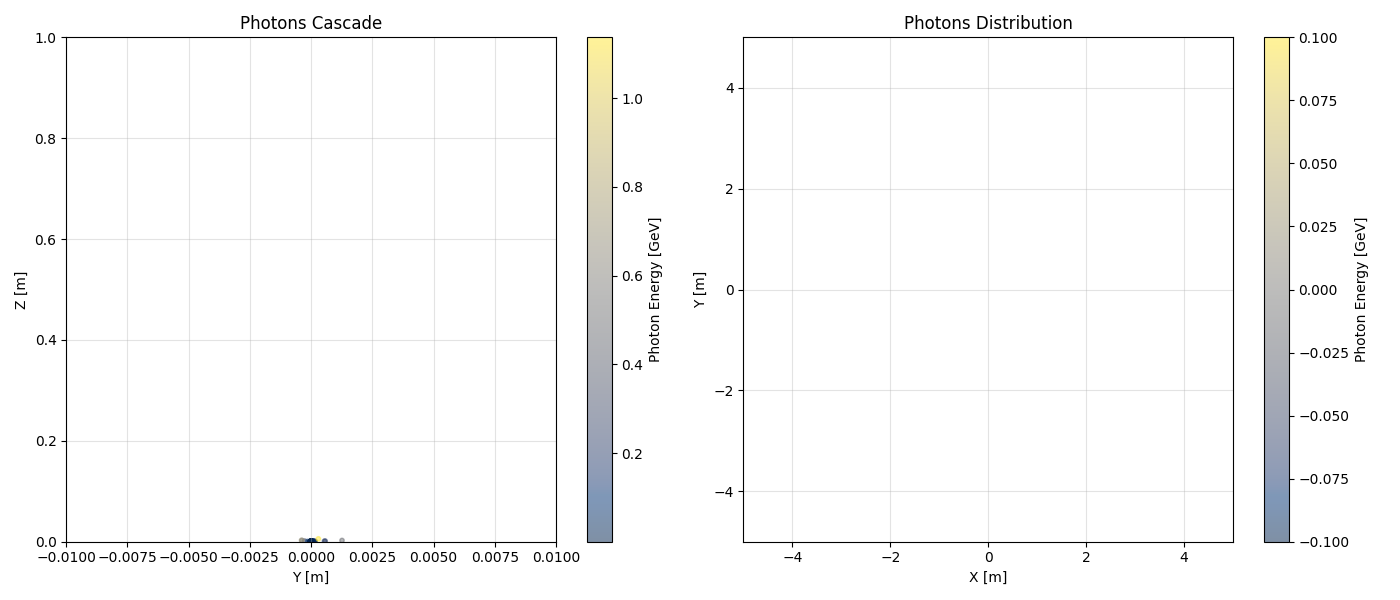 Photons Cascade
1.0
0.8
0.6
0.4
0.2
0.0
Z [m]
−0.0100 −0.0075 −0.0050 −0.0025 0.0000 0.0025 0.0050 0.0075 0.0100
Y [m]
1.0
0.8
0.6
0.4
0.2
Photon Energy [GeV]
Photons Distribution
4
2
0
−2
−4
Y [m]
−4 −2 0 2 4
X [m]
0.100
0.075
0.050
0.025
0.000
−0.025
−0.050
−0.075
−0.100
Photon Energy [GeV]